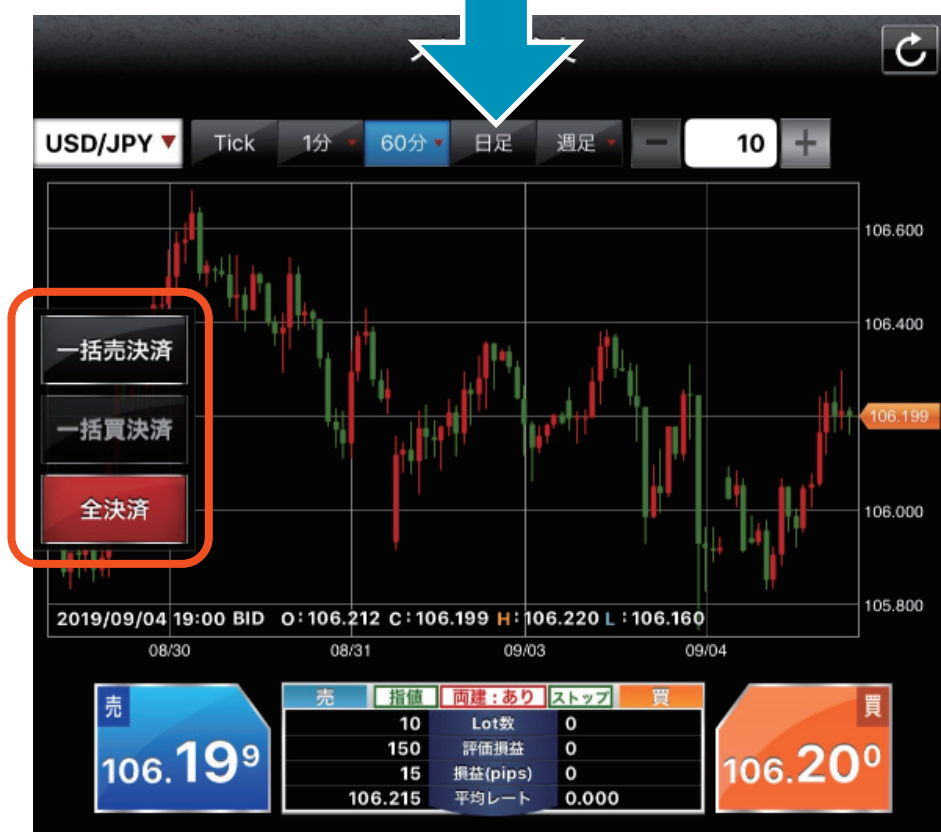 USD/JPY ▼ Tick 1分 ▼ 60分 ▼ 日足 週足 ▼ − 10 +
106.600
106.400
一括売決済
一括買決済
106.199
全決済
106.000
105.800
2019/09/04 19:00 BID O:106.212 C:106.199 H:106.220 L:106.160
08/30 08/31 09/03 09/04
売 指値 両建:あり ストップ 買
売 買
10 Lot数 0
150 評価損益 0
106.199 106.200
15 損益(pips) 0
106.215 平均レート 0.000